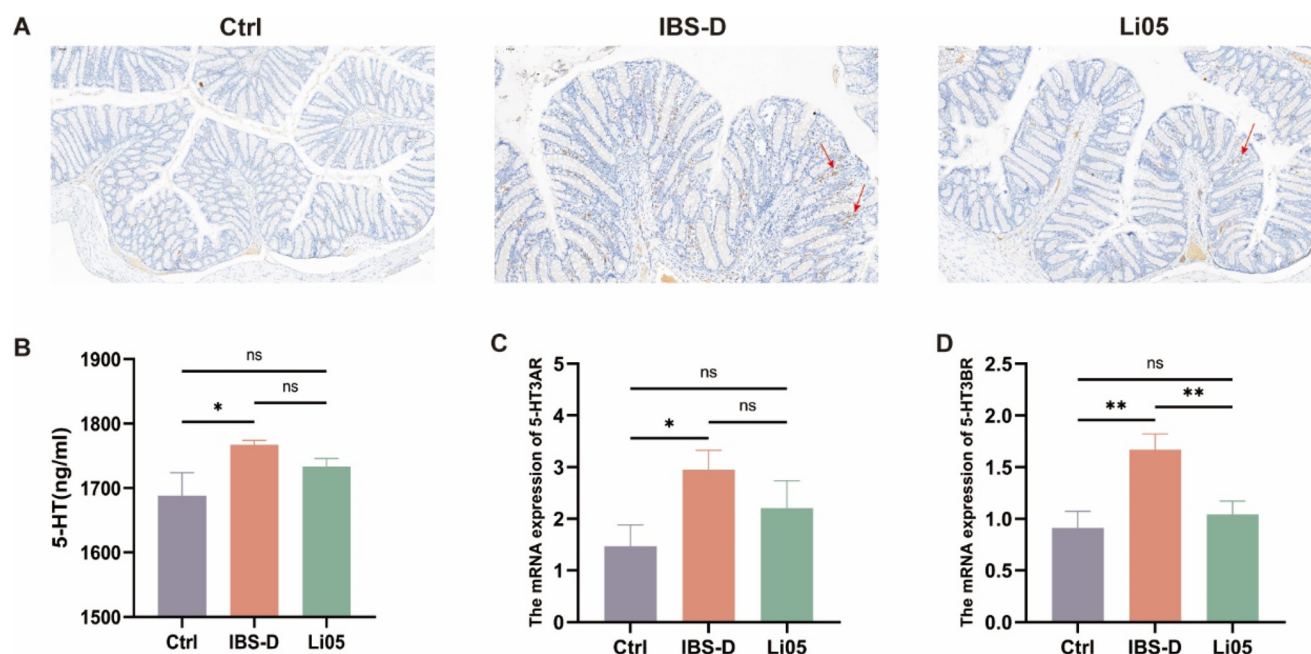 A
Ctrl
IBS-D
Li05
B
5-HT(ng/ml)
1900
1800
1700
1600
1500
ns
ns
*
Ctrl
IBS-D
Li05
C
The mRNA expression of 5-HT3AR
5
4
3
2
1
0
ns
ns
*
Ctrl
IBS-D
Li05
D
The mRNA expression of 5-HT3BR
2.5
2.0
1.5
1.0
0.5
0.0
ns
**
**
Ctrl
IBS-D
Li05